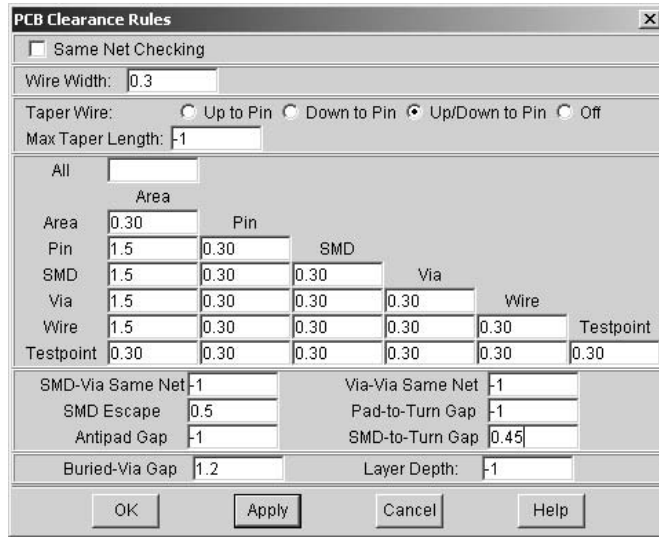 PCB Clearance Rules
Same Net Checking
Wire Width: 0.3
Taper Wire: Up to Pin Down to Pin Up/Down to Pin Off
Max Taper Length: -1
All
Area
Area 0.30 Pin
Pin 1.5 0.30 SMD
SMD 1.5 0.30 0.30 Via
Via 1.5 0.30 0.30 0.30 Wire
Wire 1.5 0.30 0.30 0.30 0.30 Testpoint
Testpoint 0.30 0.30 0.30 0.30 0.30 0.30
SMD-Via Same Net -1 Via-Via Same Net -1
SMD Escape 0.5 Pad-to-Turn Gap -1
Antipad Gap -1 SMD-to-Turn Gap 0.45
Buried-Via Gap 1.2 Layer Depth: -1
OK Apply Cancel Help